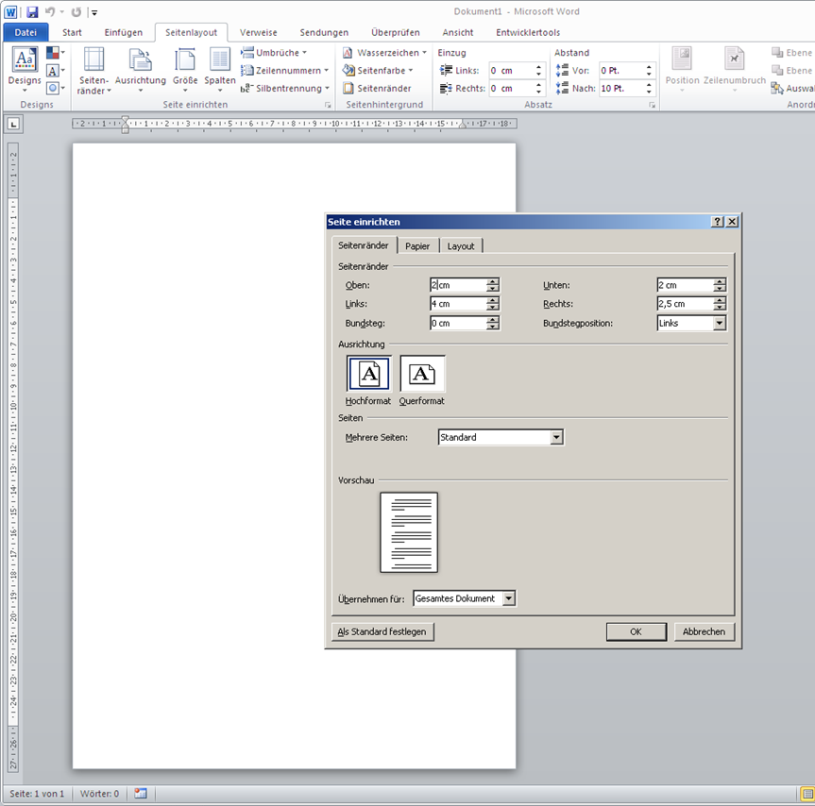 Dokument1 - Microsoft Word
Datei Start Einfügen Seitenlayout Verweise Sendungen Überprüfen Ansicht Entwicklertools
Designs
Seiten-
ränder
Ausrichtung Größe Spalten
Umbrüche
Zeilennummern
Silbentrennung
Wasserzeichen
Seitenfarbe
Seitenränder
Einzug
Links: 0 cm
Rechts: 0 cm
Abstand
Vor: 0 Pt.
Nach: 10 Pt.
Position Zeilenumbruch
Ebene
Ebene
Auswa
Designs Seite einrichten Seitenhintergrund Absatz Anord
Seite einrichten
Seitenränder Papier Layout
Seitenränder
Oben: 2 cm Unten: 2 cm
Links: 4 cm Rechts: 2,5 cm
Bundsteg: 0 cm Bundstegposition: Links
Ausrichtung
A A
Hochformat Querformat
Seiten
Mehrere Seiten: Standard
Vorschau
Übernehmen für: Gesamtes Dokument
Als Standard festlegen OK Abbrechen
Seite: 1 von 1 Wörter: 0